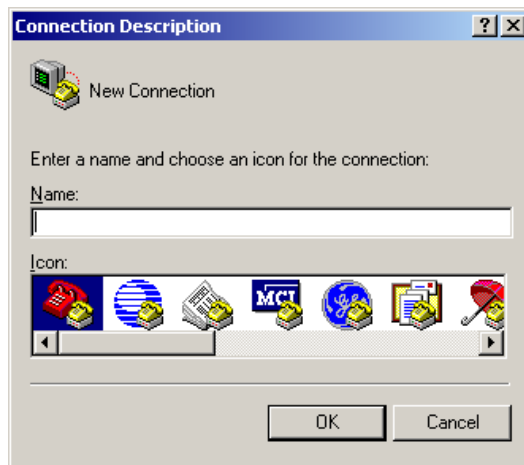 Connection Description
New Connection
Enter a name and choose an icon for the connection:
Name:
Icon:
MCI
OK
Cancel